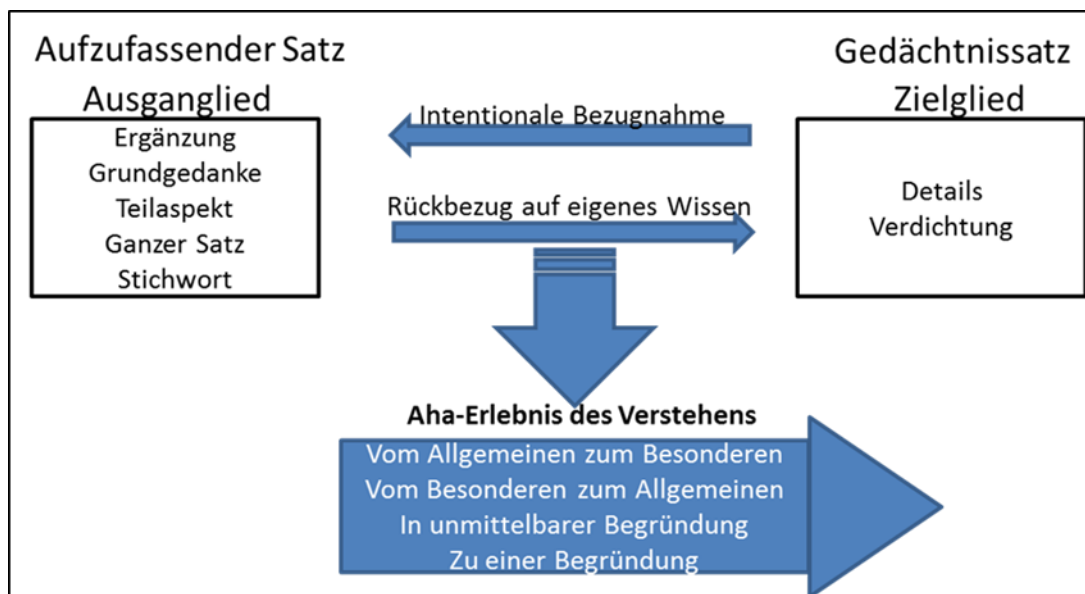 Aufzufassender Satz
Ausganglied
Ergänzung
Grundgedanke
Teilaspekt
Ganzer Satz
Stichwort
Intentionale Bezugnahme
Rückbezug auf eigenes Wissen
Gedächtnissatz
Zielglied
Details
Verdichtung
Aha-Erlebnis des Verstehens
Vom Allgemeinen zum Besonderen
Vom Besonderen zum Allgemeinen
In unmittelbarer Begründung
Zu einer Begründung